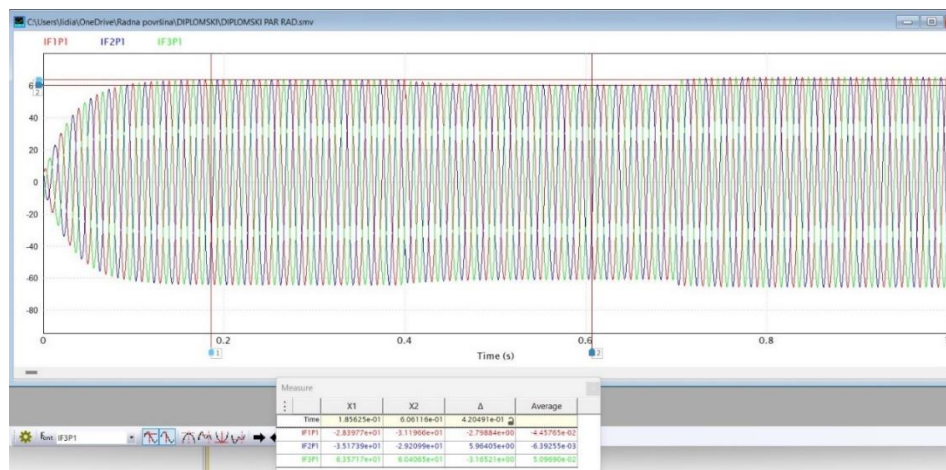 C:\Users\lidia\OneDrive\Radna površina\DIPLOMSKI\DIPLOMSKI PAR RAD.smv
IF1P1 IF2P1 IF3P1
6
2
40
20
0
-20
-40
-60
-80
0 0.2 0.4 0.6 0.8
1 2
Time (s)
Measure
X1 X2 Δ Average
Time 1.85625e-01 6.06116e-01 4.20491e-01
IF1P1 -2.83977e+01 -3.11966e+01 -2.79884e+00 -4.45765e-02
IF2P1 -3.51739e+01 -2.92099e+01 5.96405e+00 -6.39255e-03
IF3P1 6.35717e+01 6.04065e+01 -3.16521e+00 5.09690e-02
IF3P1